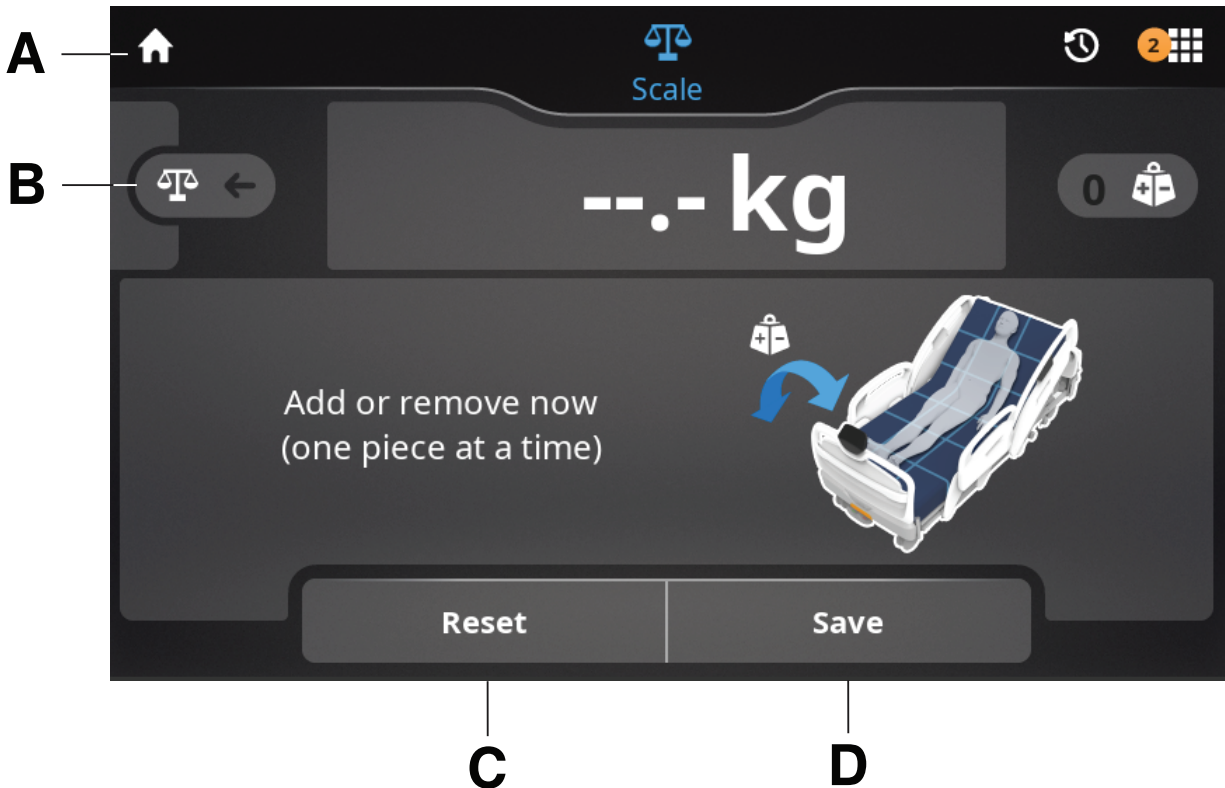 A
2
Scale
B
--.- kg
0
Add or remove now
(one piece at a time)
Reset
Save
C
D